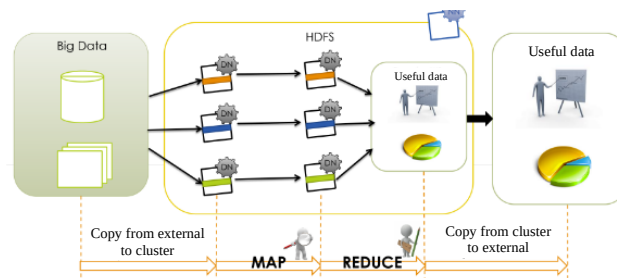 Big Data
HDFS
DN
DN
DN
DN
DN
DN
DN
Useful data
Useful data
Copy from external
to cluster
MAP
REDUCE
Copy from cluster
to external